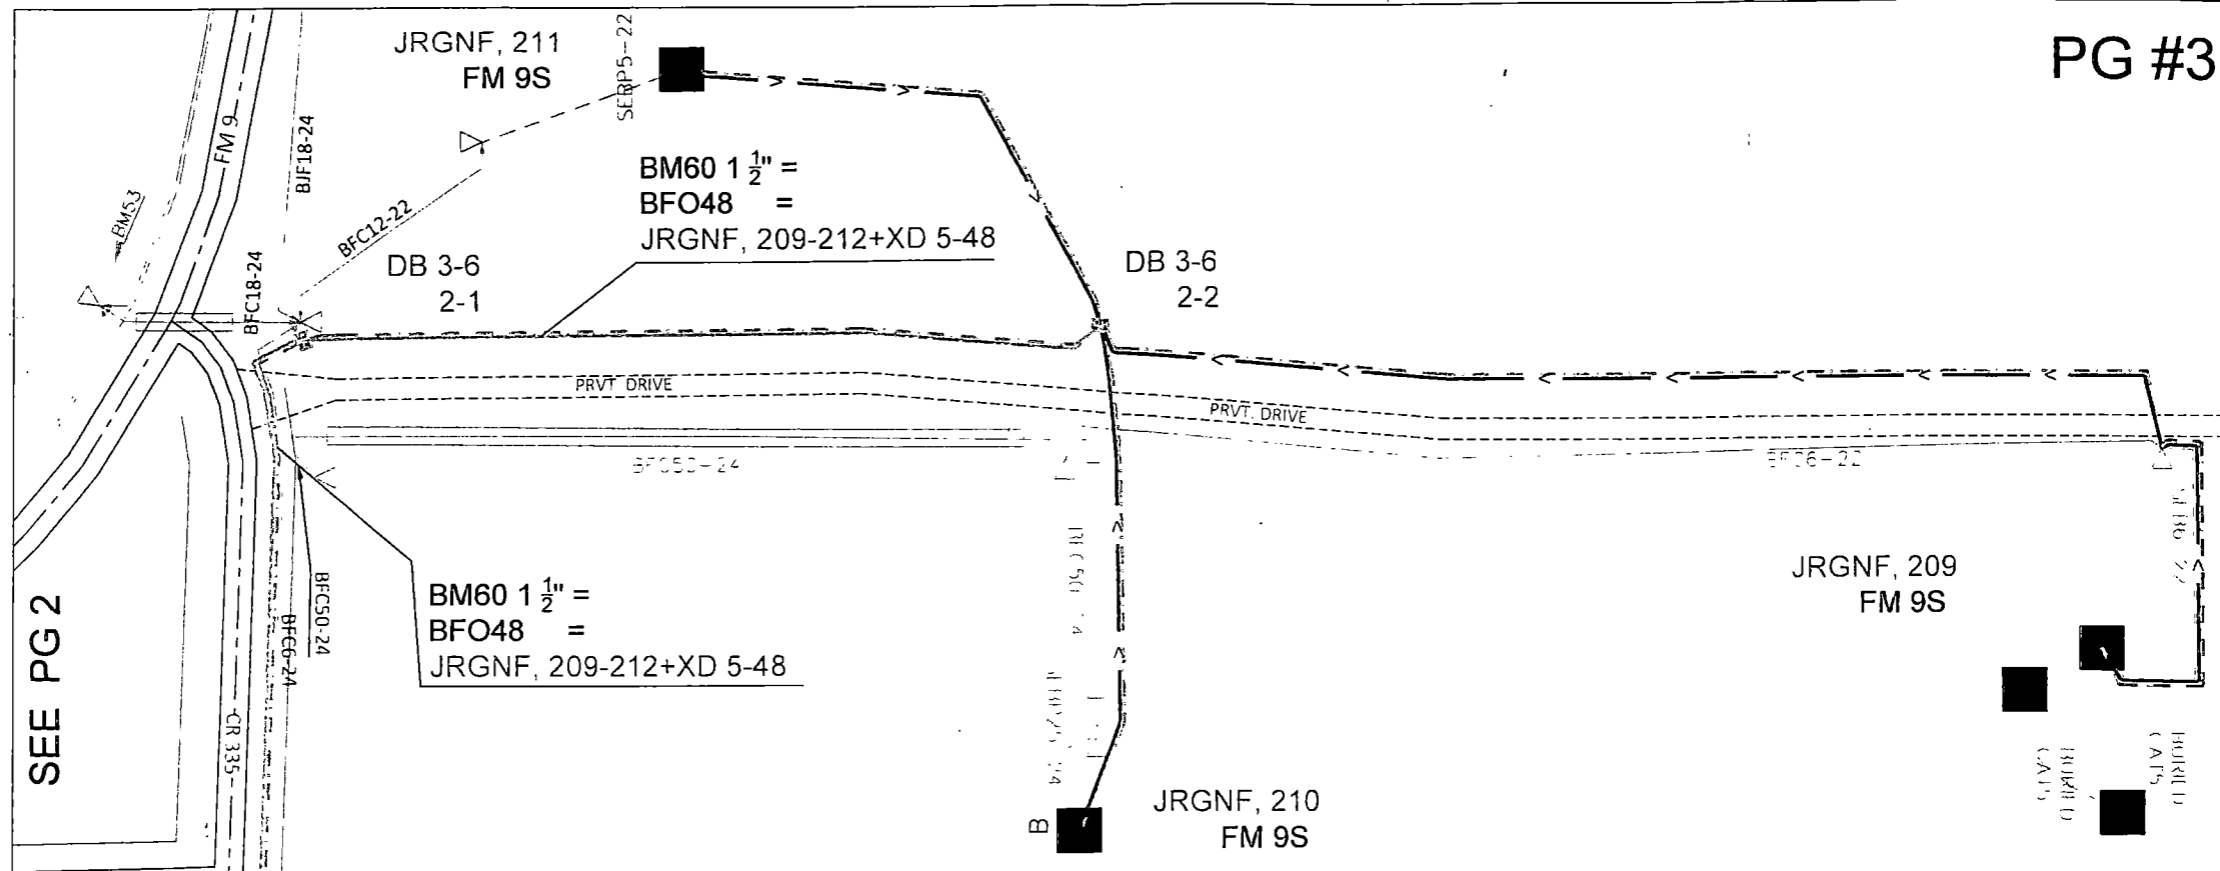 PG #3
JRGNF, 211
FM 9S
SEBP5-22
FM 9
BJF18-24
BM53
BFC12-22
BM60 1 1/2" =
BFO48 =
JRGNF, 209-212+XD 5-48
DB 3-6
2-1
BFC18-24
DB 3-6
2-2
PRVT DRIVE
PRVT. DRIVE
BFC50-24
BFC6-22
JRGNF, 209
FM 9S
BM60 1 1/2" =
BFO48 =
JRGNF, 209-212+XD 5-48
BFC50-24
BFC6-24
SEE PG 2
CR 335
JRGNF, 210
FM 9S
B
BURIED
BURIED